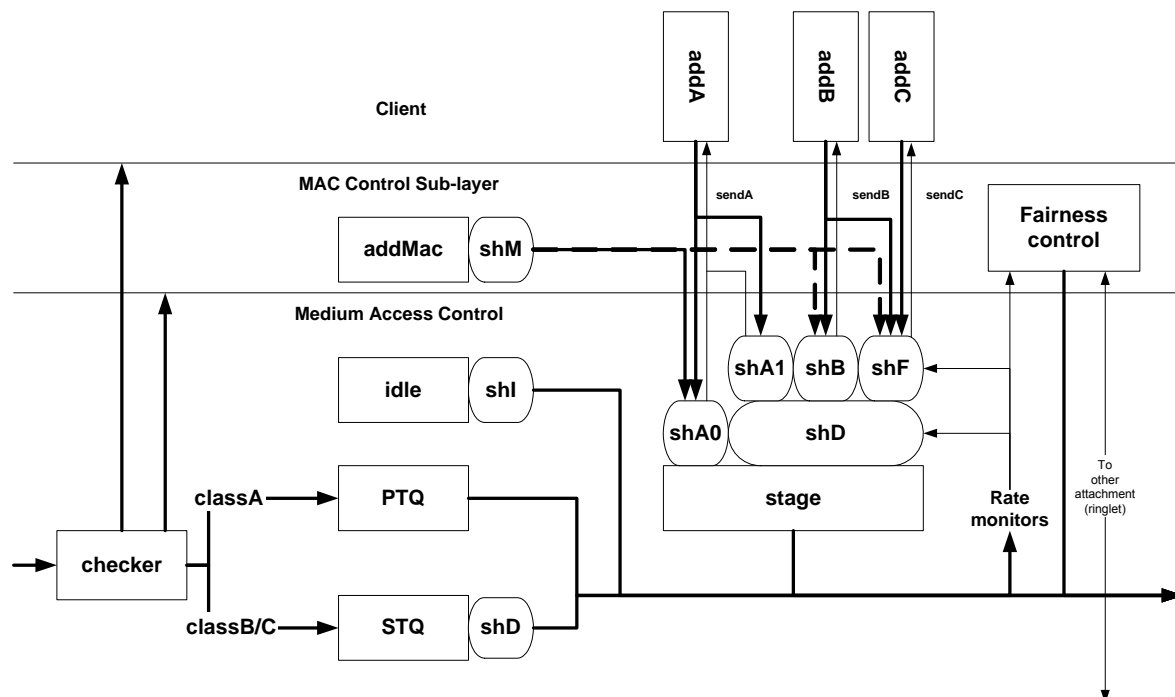 addA
addB
addC
Client
MAC Control Sub-layer
sendA
sendB
sendC
addMac
shM
Fairness
control
Medium Access Control
idle
shI
shA1
shB
shF
shA0
shD
classA
PTQ
stage
Rate
monitors
To
other
attachment
(ringlet)
checker
classB/C
STQ
shD